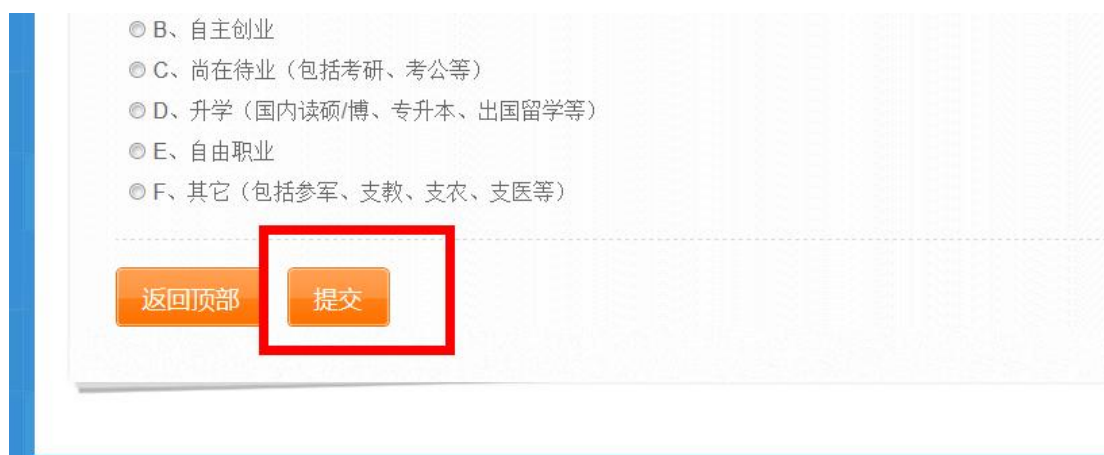 B、自主创业
C、尚在待业（包括考研、考公等）
D、升学（国内读硕/博、专升本、出国留学等）
E、自由职业
F、其它（包括参军、支教、支农、支医等）
返回顶部 提交